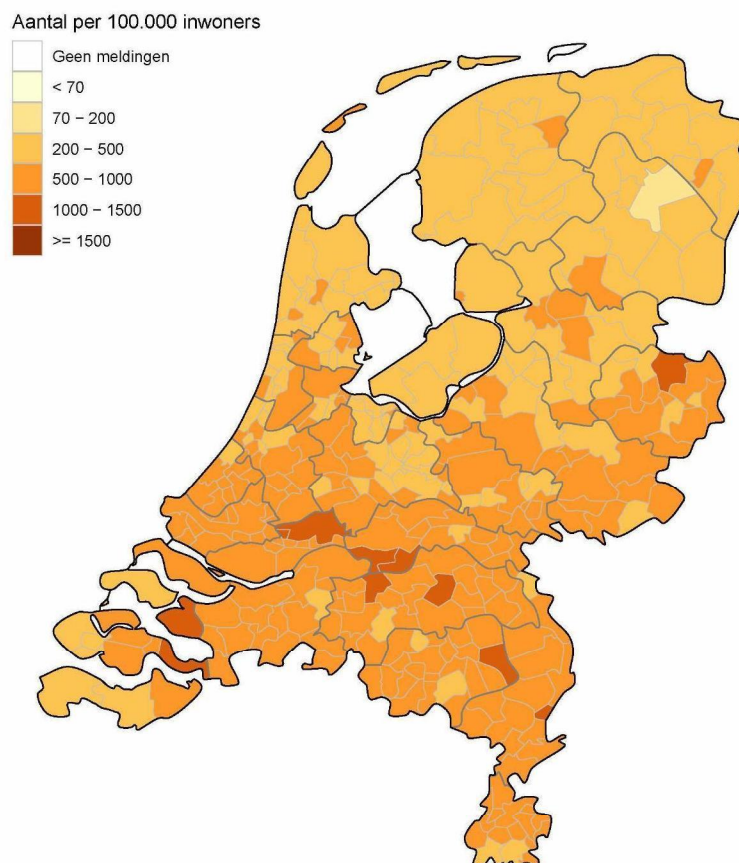 Aantal per 100.000 inwoners
Geen meldingen
< 70
70 – 200
200 – 500
500 – 1000
1000 – 1500
>= 1500